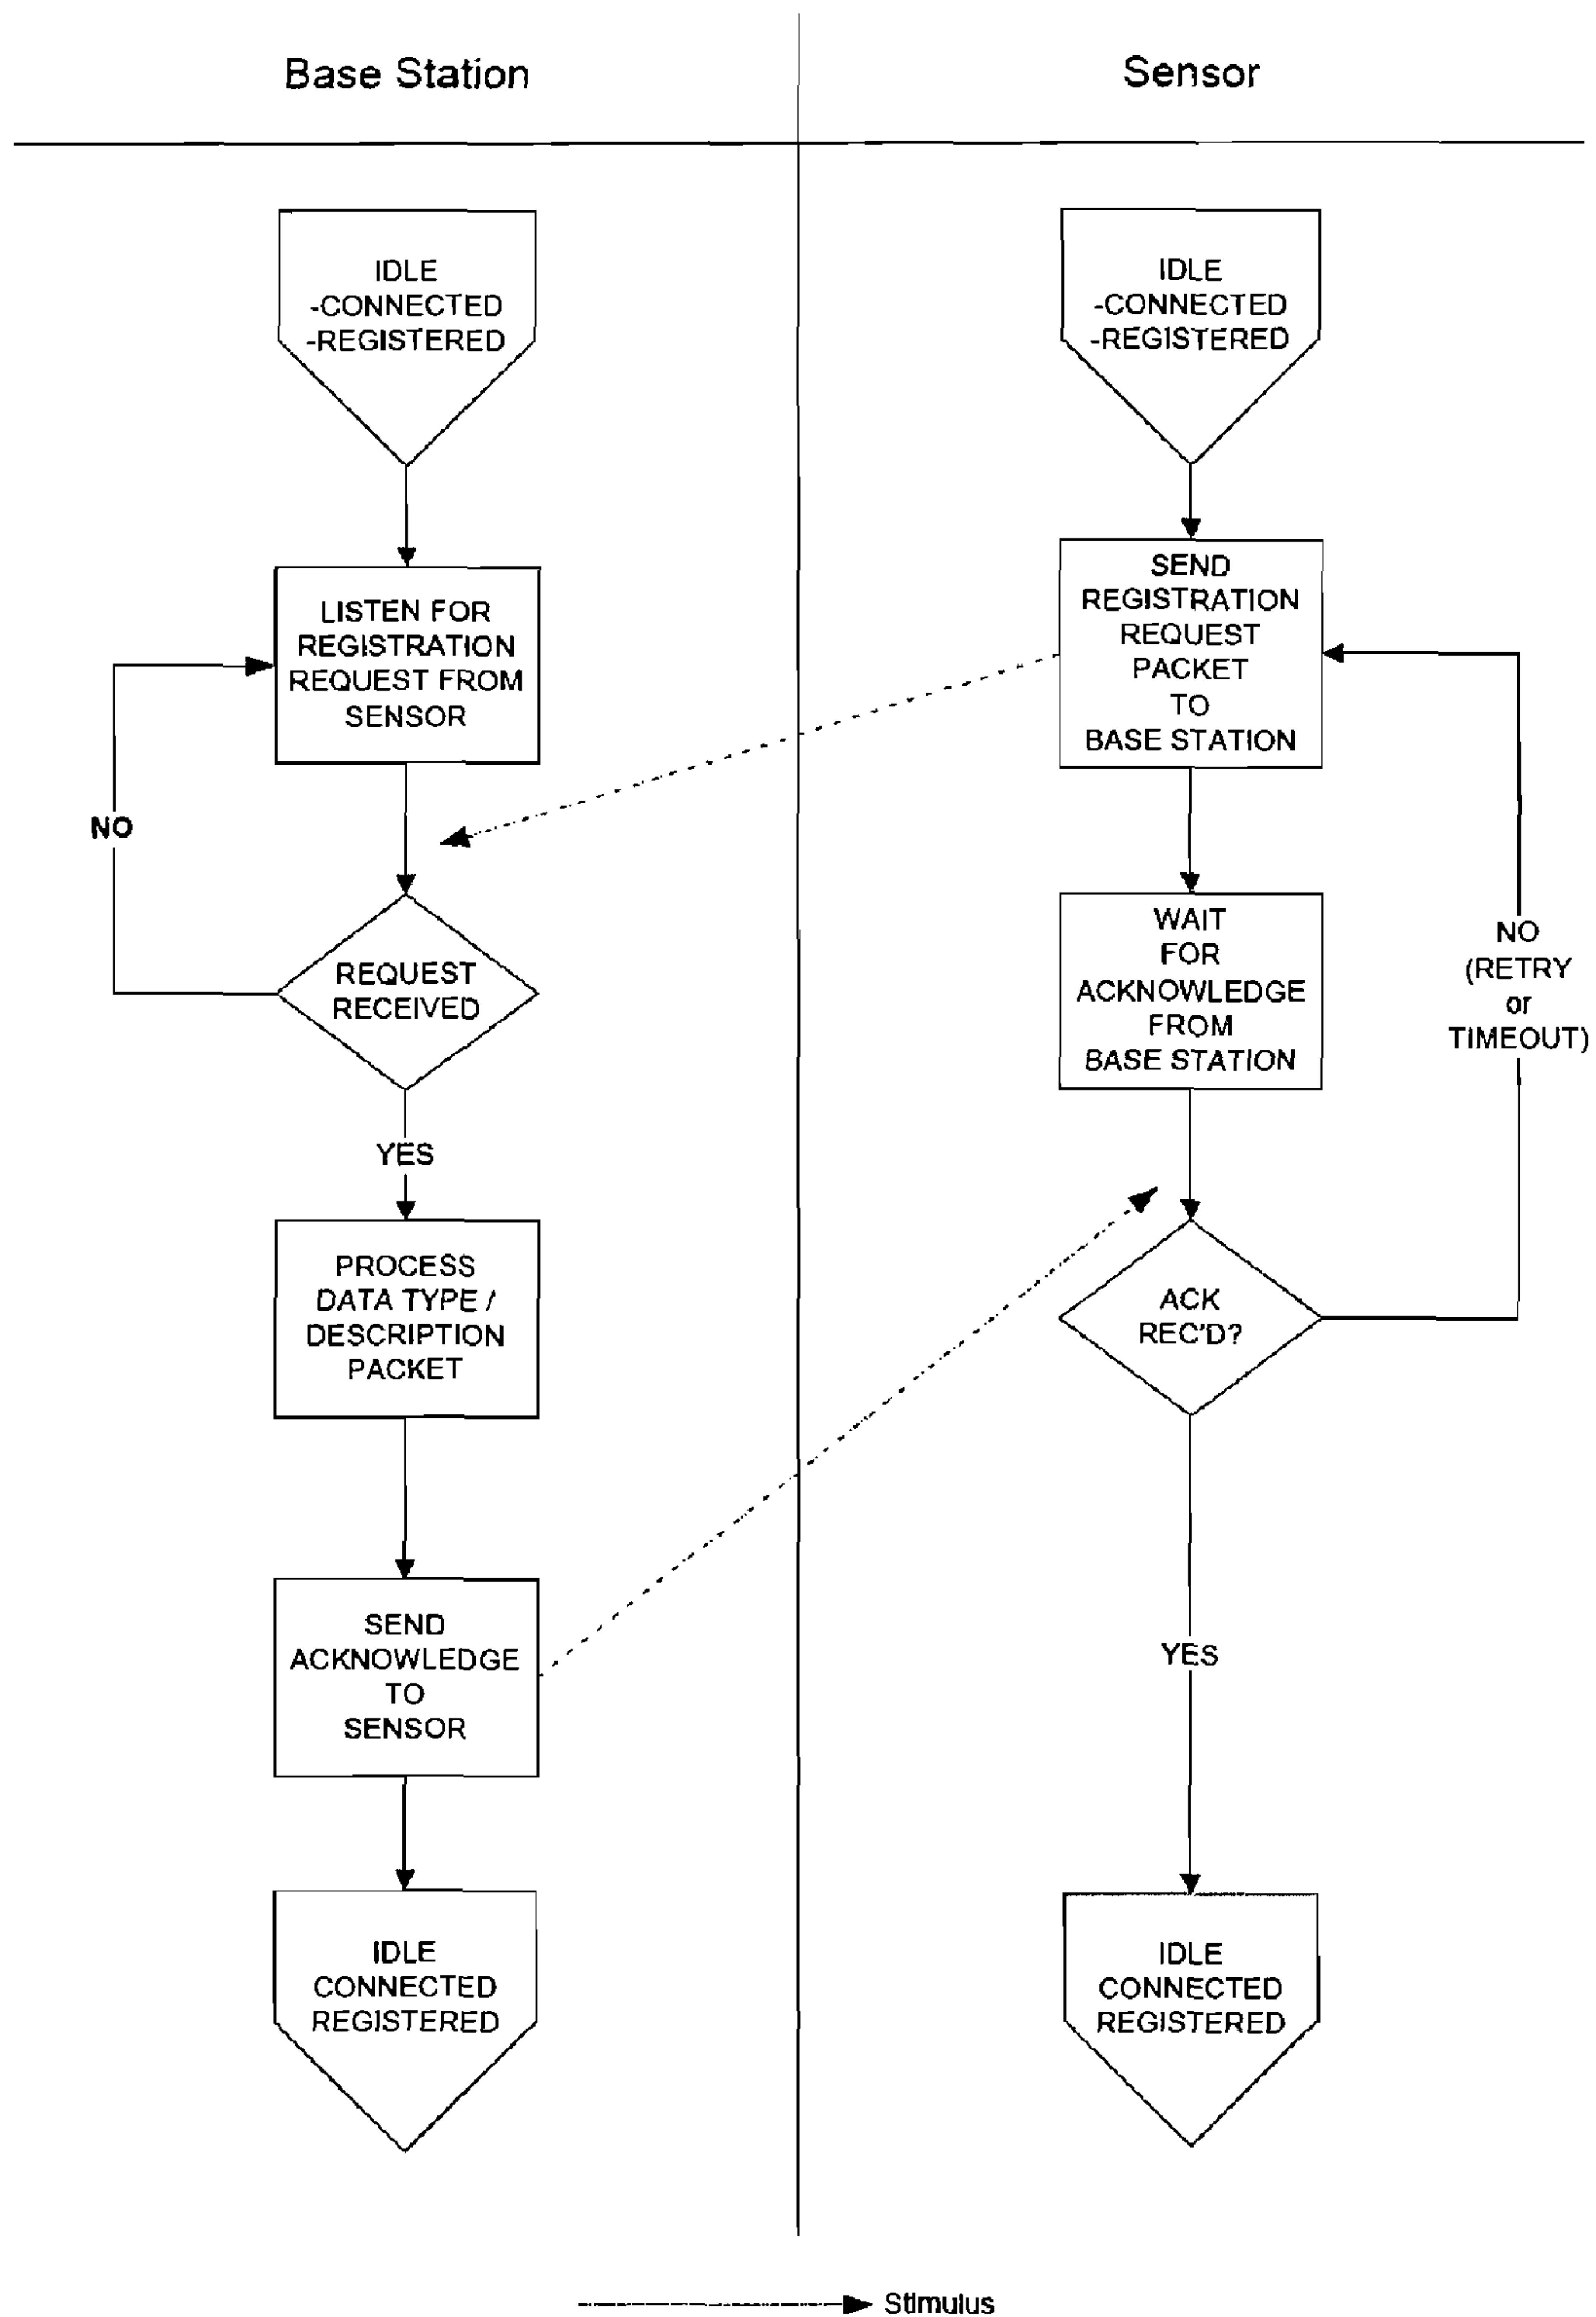 Base Station
Sensor
IDLE
-CONNECTED
-REGISTERED
LISTEN FOR
REGISTRATION
REQUEST FROM
SENSOR
NO
REQUEST
RECEIVED
YES
PROCESS
DATA TYPE /
DESCRIPTION
PACKET
SEND
ACKNOWLEDGE
TO
SENSOR
IDLE
CONNECTED
REGISTERED
IDLE
-CONNECTED
-REGISTERED
SEND
REGISTRATION
REQUEST
PACKET
TO
BASE STATION
WAIT
FOR
ACKNOWLEDGE
FROM
BASE STATION
NO
(RETRY
or
TIMEOUT)
ACK
REC'D?
YES
IDLE
CONNECTED
REGISTERED
Stimulus